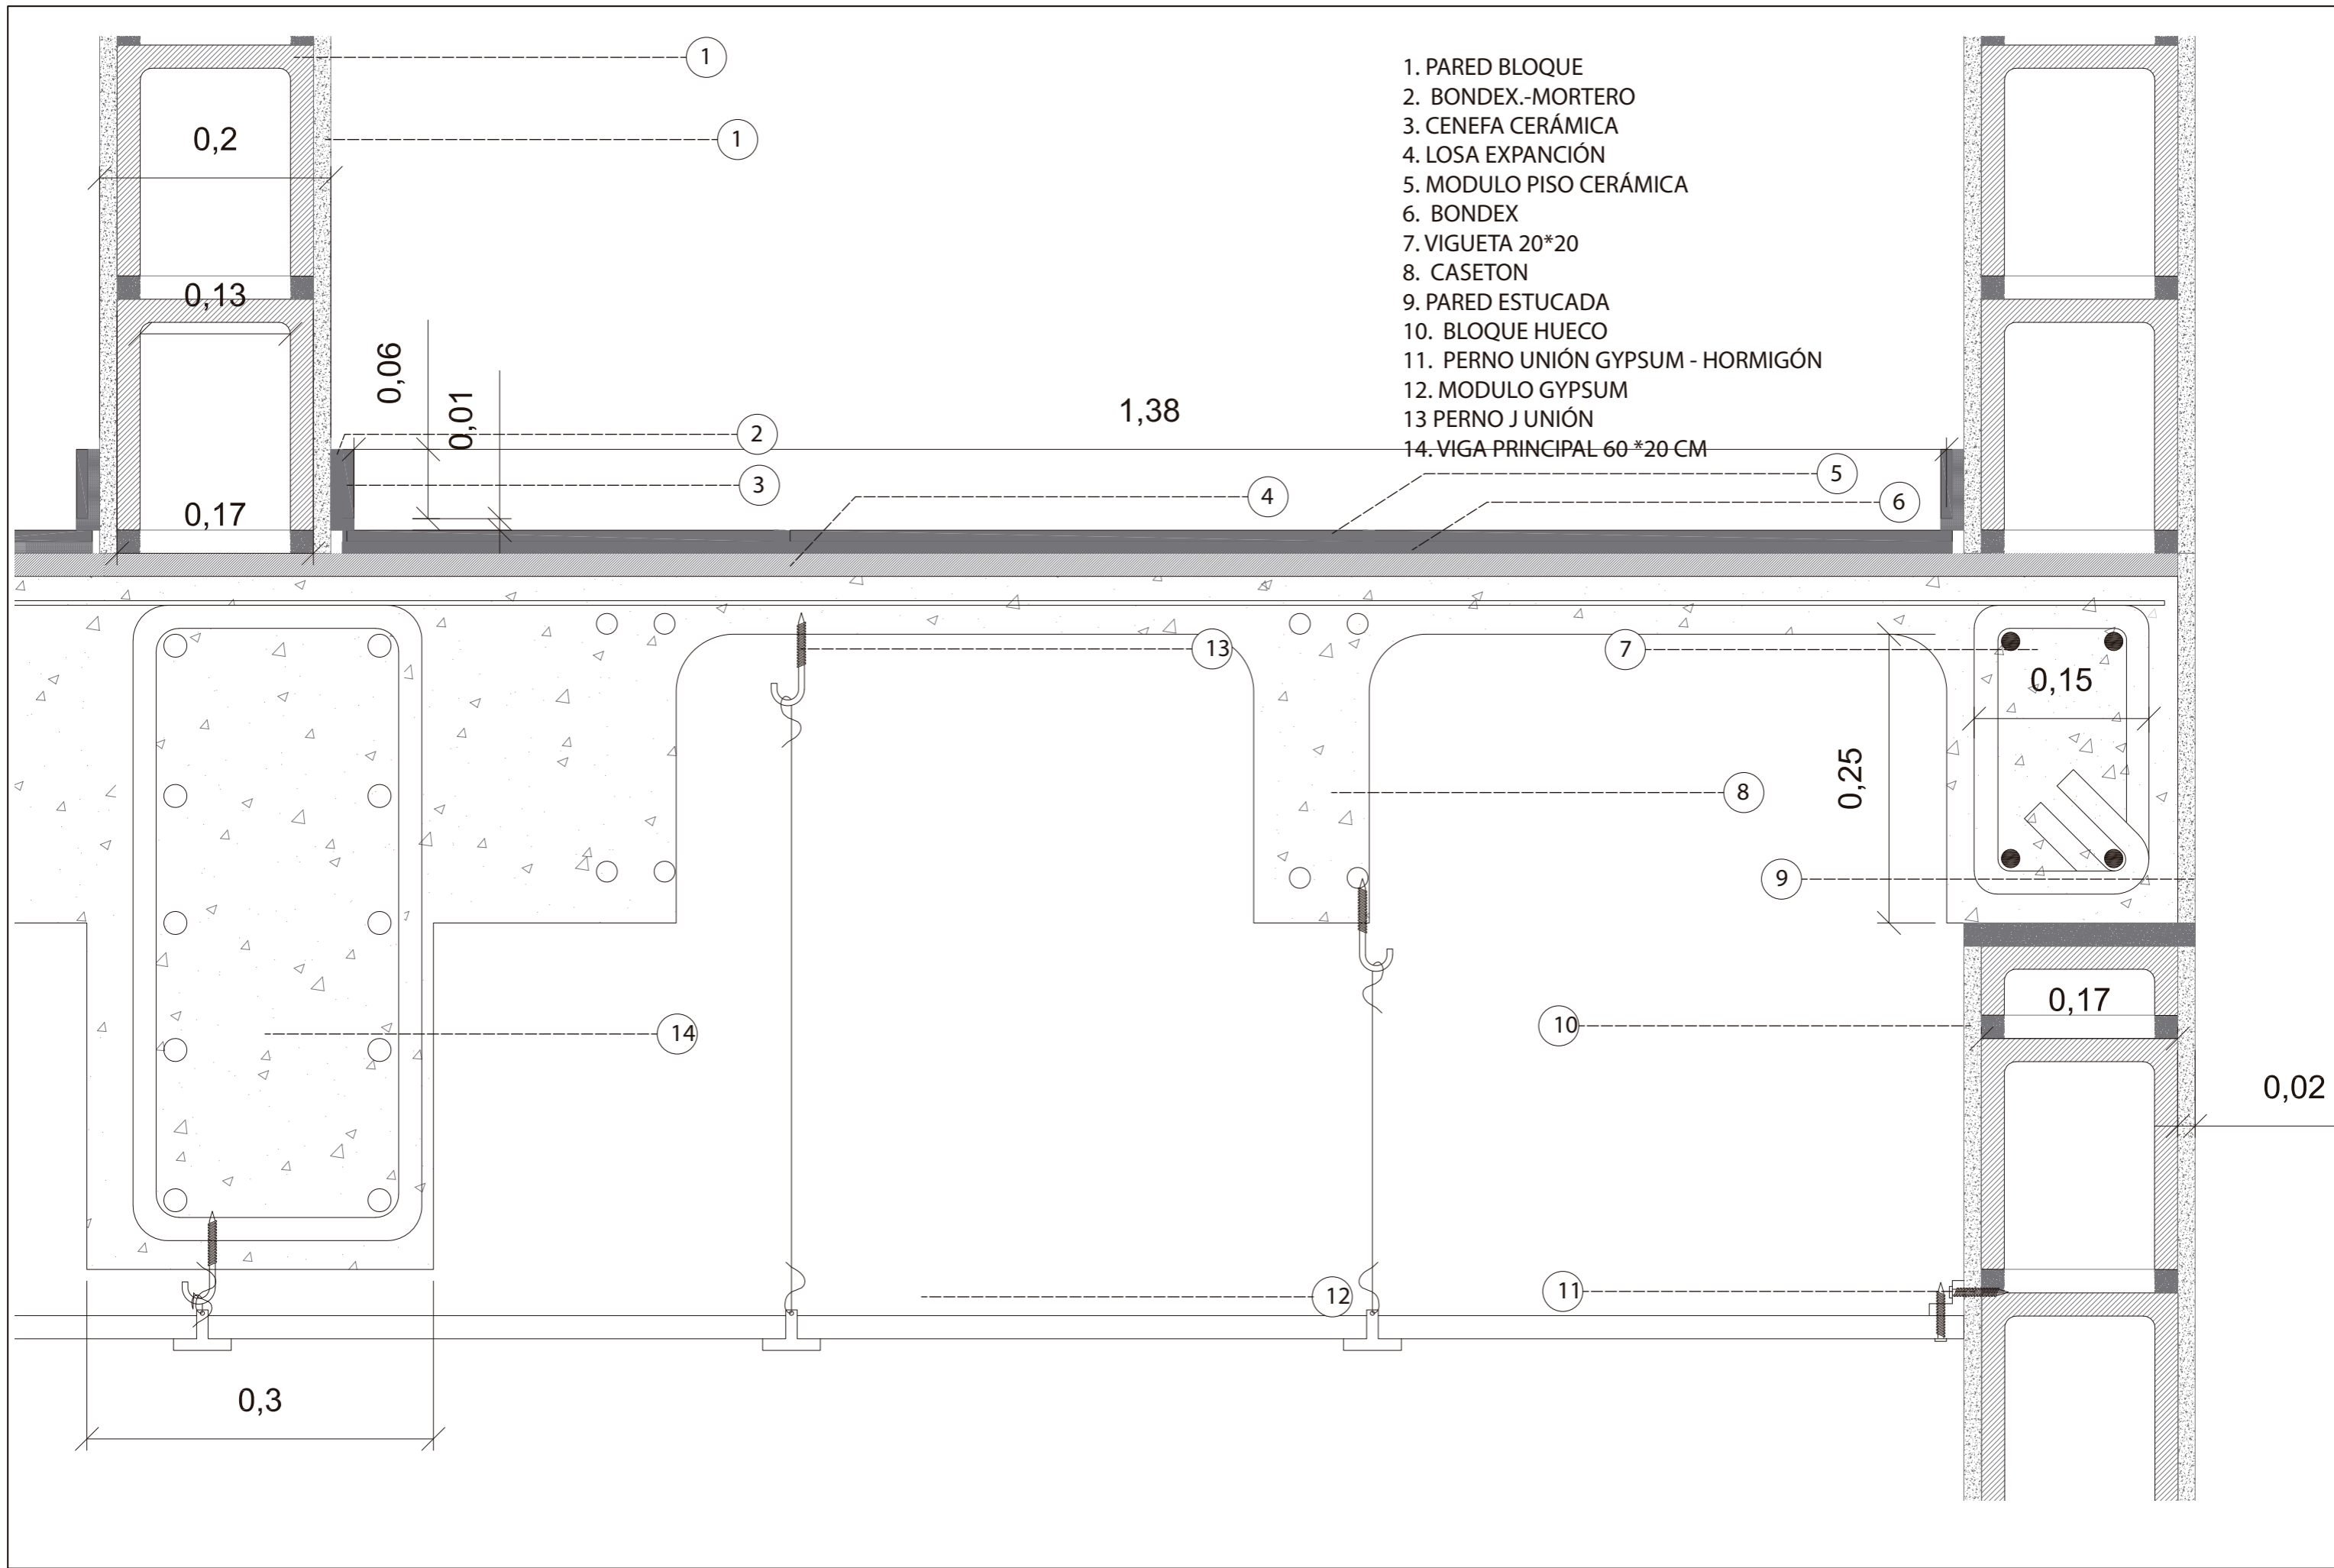 1
1. PARED BLOQUE
2. BONDEX.-MORTERO
3. CENEFA CERÁMICA
4. LOSA EXPANCIÓN
5. MODULO PISO CERÁMICA
6. BONDEX
7. VIGUETA 20*20
8. CASETON
9. PARED ESTUCADA
10. BLOQUE HUECO
11. PERNO UNIÓN GYPSUM - HORMIGÓN
12. MODULO GYPSUM
13 PERNO J UNIÓN
14. VIGA PRINCIPAL 60 *20 CM
0,2
1
0,13
0,06
0,01
1,38
2
3
4
5
6
0,17
13
7
0,15
0,25
8
9
0,17
14
10
0,02
12
11
0,3